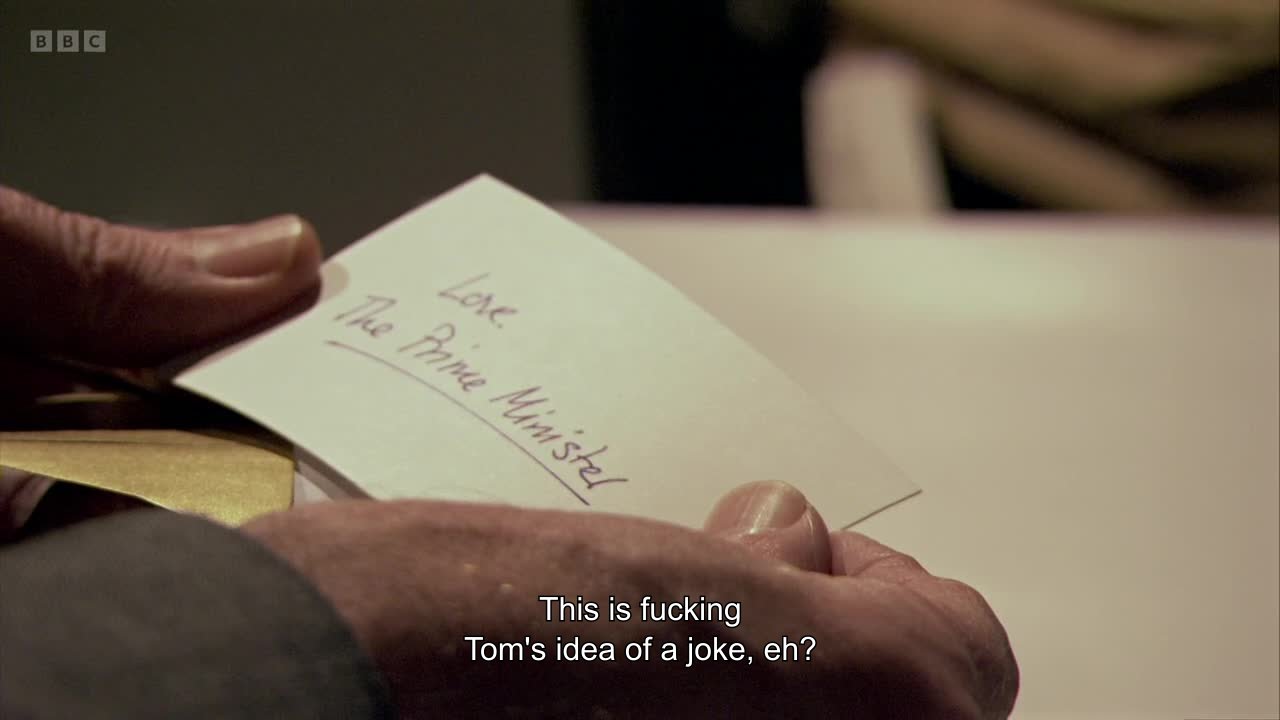 BBC
Love.
The Prime Minister
This is fucking
Tom's idea of a joke, eh?